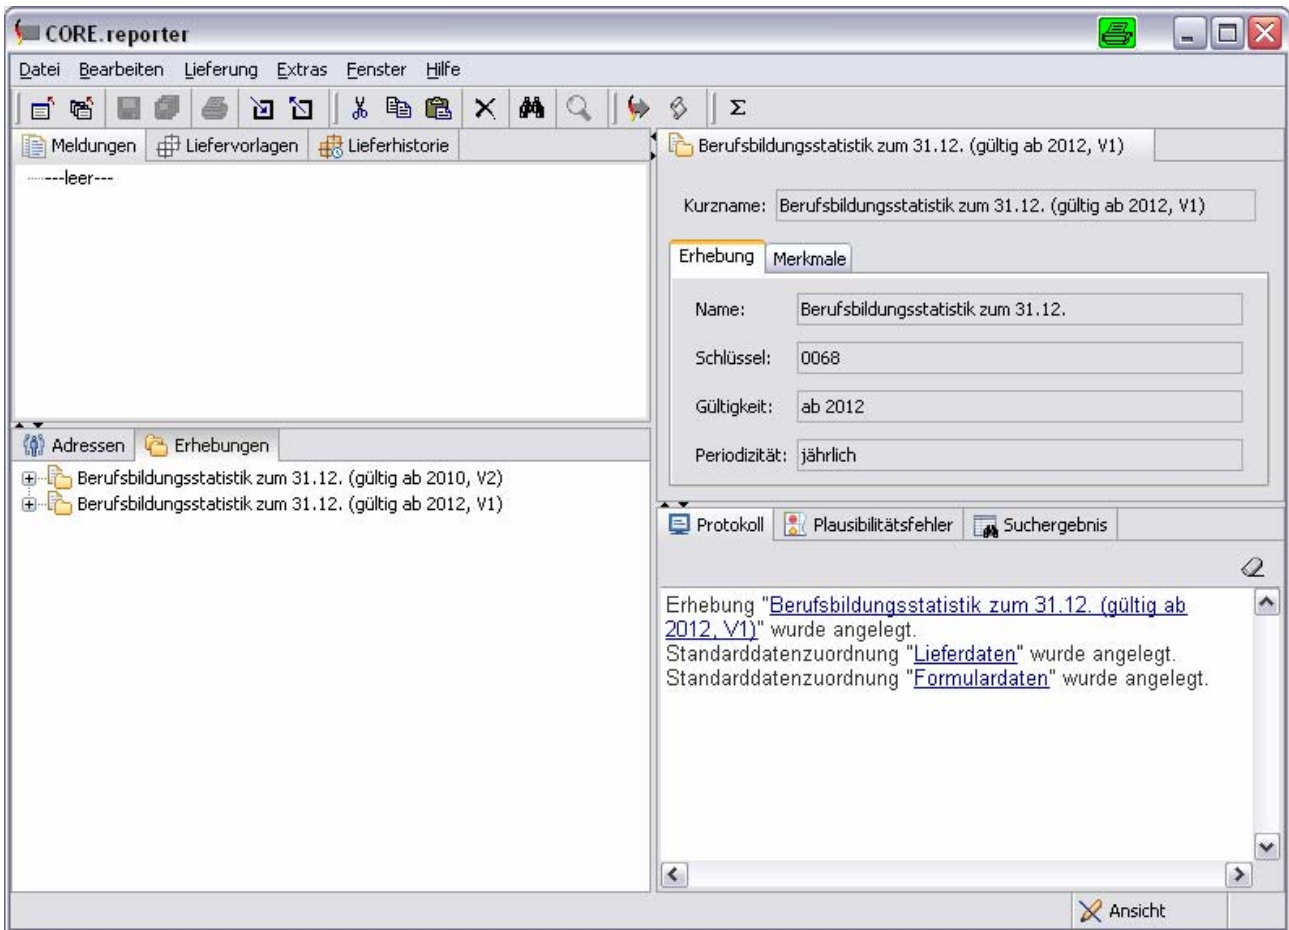 CORE.reporter
Datei Bearbeiten Lieferung Extras Fenster Hilfe
Σ
Meldungen Liefervorlagen Lieferhistorie
---leer---
Berufsbildungsstatistik zum 31.12. (gültig ab 2012, V1)
Kurzname: Berufsbildungsstatistik zum 31.12. (gültig ab 2012, V1)
Erhebung Merkmale
Name: Berufsbildungsstatistik zum 31.12.
Schlüssel: 0068
Gültigkeit: ab 2012
Periodizität: jährlich
Adressen Erhebungen
Berufsbildungsstatistik zum 31.12. (gültig ab 2010, V2)
Berufsbildungsstatistik zum 31.12. (gültig ab 2012, V1)
Protokoll Plausibilitätsfehler Suchergebnis
Erhebung "Berufsbildungsstatistik zum 31.12. (gültig ab
2012, V1)" wurde angelegt.
Standarddatenzuordnung "Lieferdaten" wurde angelegt.
Standarddatenzuordnung "Formulardaten" wurde angelegt.
Ansicht